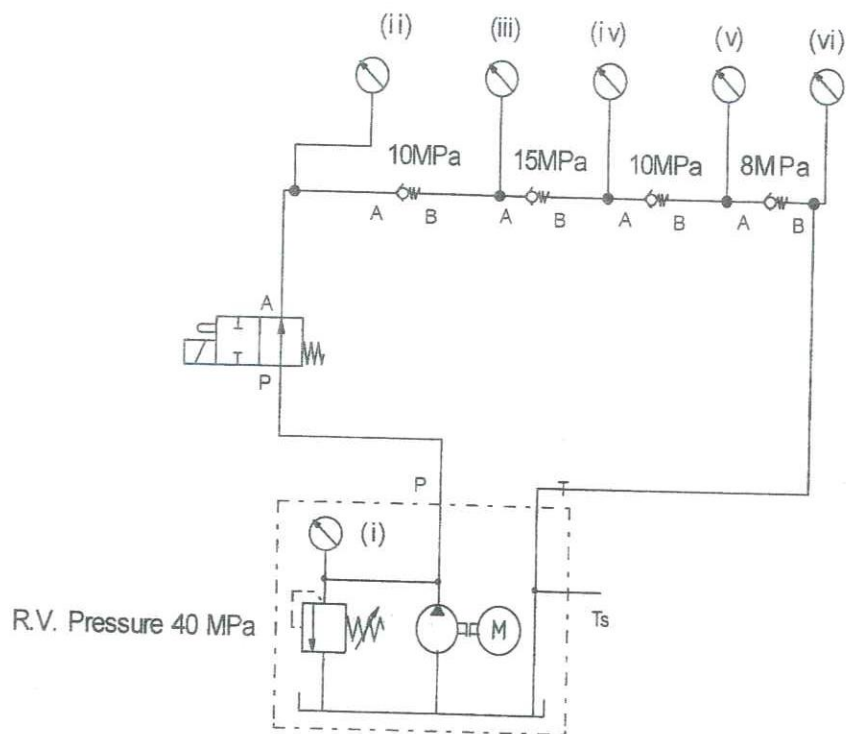 (ii) (iii) (iv) (v) (vi)
10MPa 15MPa 10MPa 8MPa
A B A B A B A B
A
P
P
T
(i)
R.V. Pressure 40 MPa
M
Ts